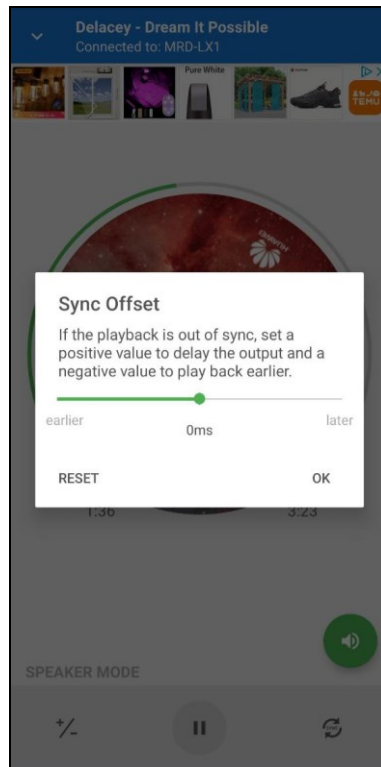 Delacey - Dream It Possible
Connected to: MRD-LX1
Pure White
TEMU
HUAWEI
Sync Offset
If the playback is out of sync, set a
positive value to delay the output and a
negative value to play back earlier.
earlier
later
0ms
RESET
OK
1:36
3:23
SPEAKER MODE
+/-